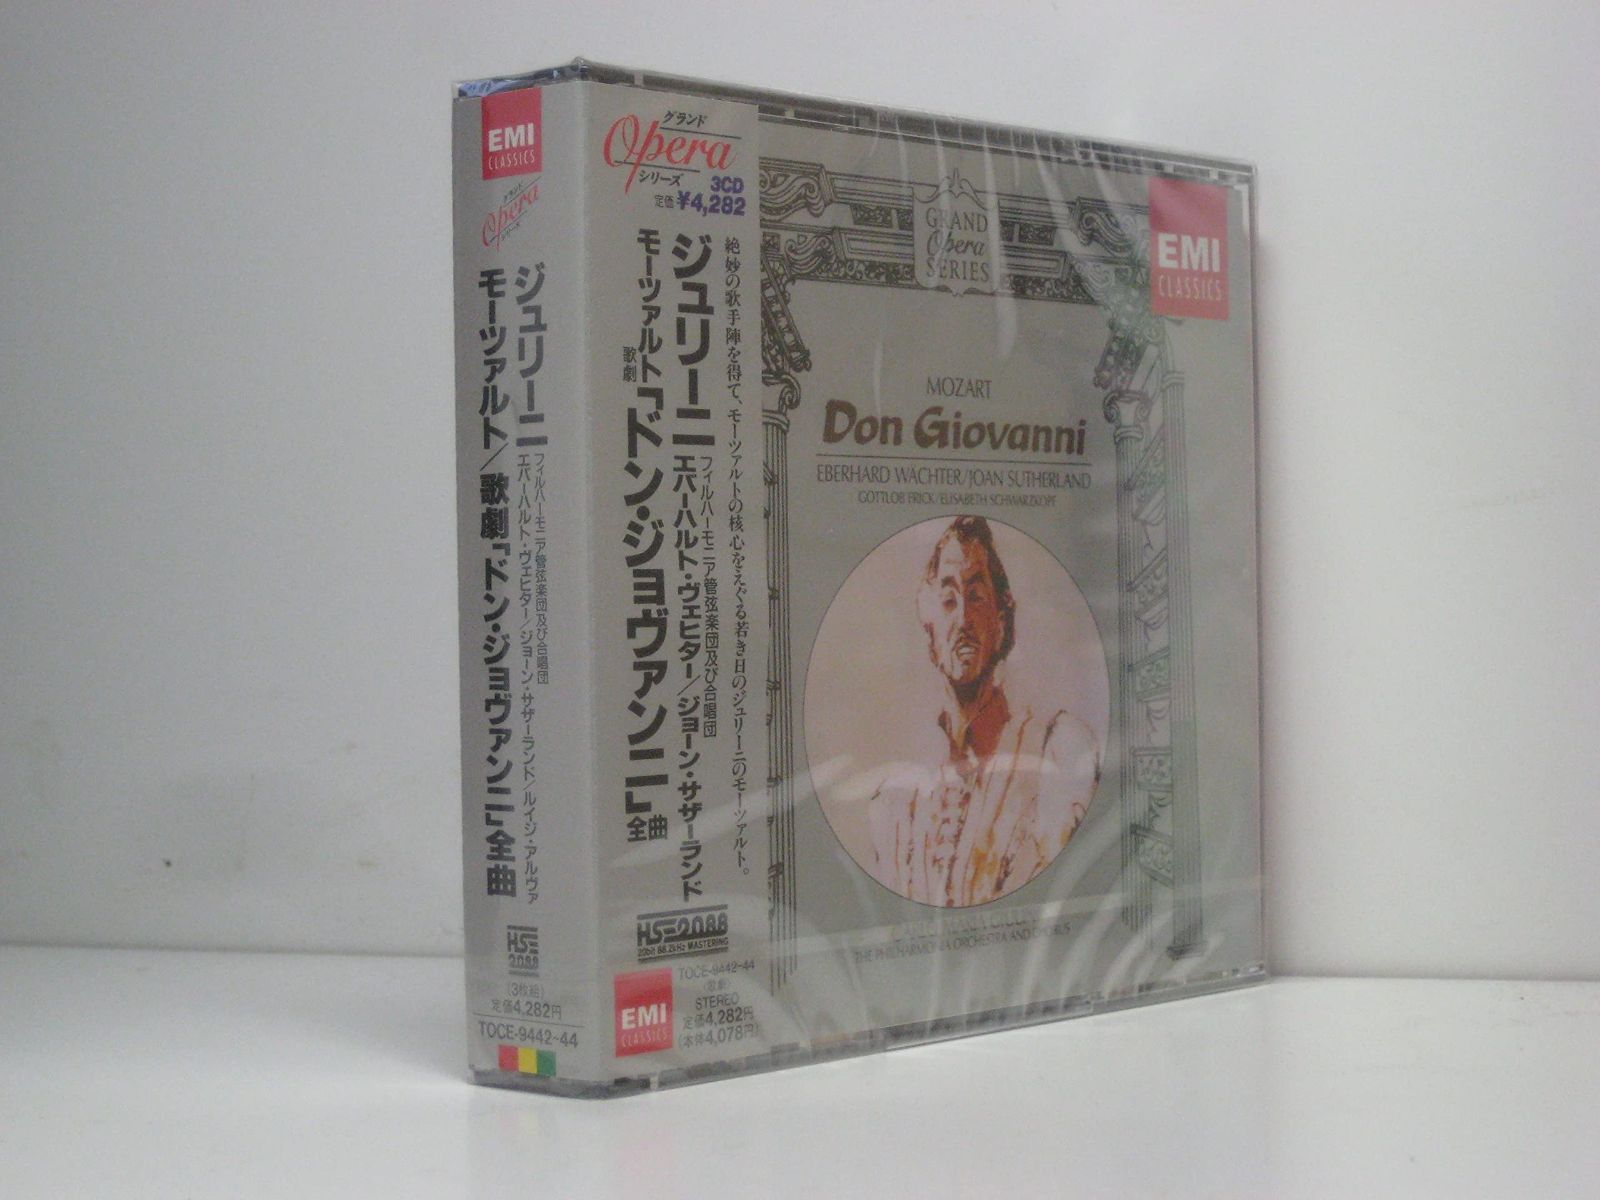 EMI
CLASSICS
グランド
Opera
シリーズ
ジュリーニ
フィルハーモニア管弦楽団及び合唱団
エバーハルト・ヴェヒター/ジョーン・サザーランド/ルイジ・アルヴァ
モーツァルト/歌劇「ドン・ジョヴァンニ」全曲
HSE
2088
(3枚組)
定価4,282円
TOCE-9442~44
グランド
Opera
シリーズ
3CD
定価¥4,282
絶妙の歌手陣を得て、モーツァルトの核心をえぐる若き日のジュリーニのモーツァルト。
ジュリーニ
フィルハーモニア管弦楽団及び合唱団
エバーハルト・ヴェヒター/ジョーン・サザーランド
モーツァルト
歌劇「ドン・ジョヴァンニ」全曲
HS2088
20bit 88.2kHz MASTERING
EMI
CLASSICS
TOCE-9442~44
(歌劇)
STEREO
定価4,282円
(本体4,078円)
GRAND
Opera
SERIES
EMI
CLASSICS
MOZART
Don Giovanni
EBERHARD WÄCHTER/JOAN SUTHERLAND
GOTTLOB FRICK/ELISABETH SCHWARZKOPF
CARLO MARIA GIULINI
THE PHILHARMONIA ORCHESTRA AND CHORUS